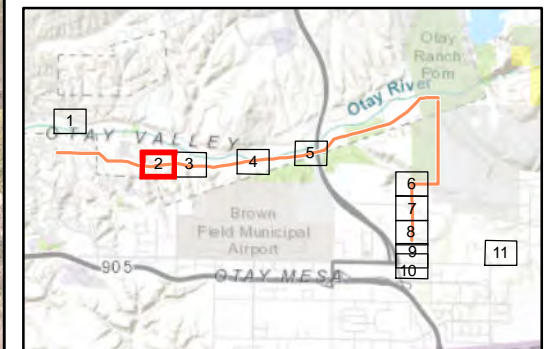 Otay
Ranch
Pom
Otay River
1
OTAY VALLEY
2
3
4
5
6
7
8
9
10
11
Brown
Field Municipal
Airport
905
OTAY MESA